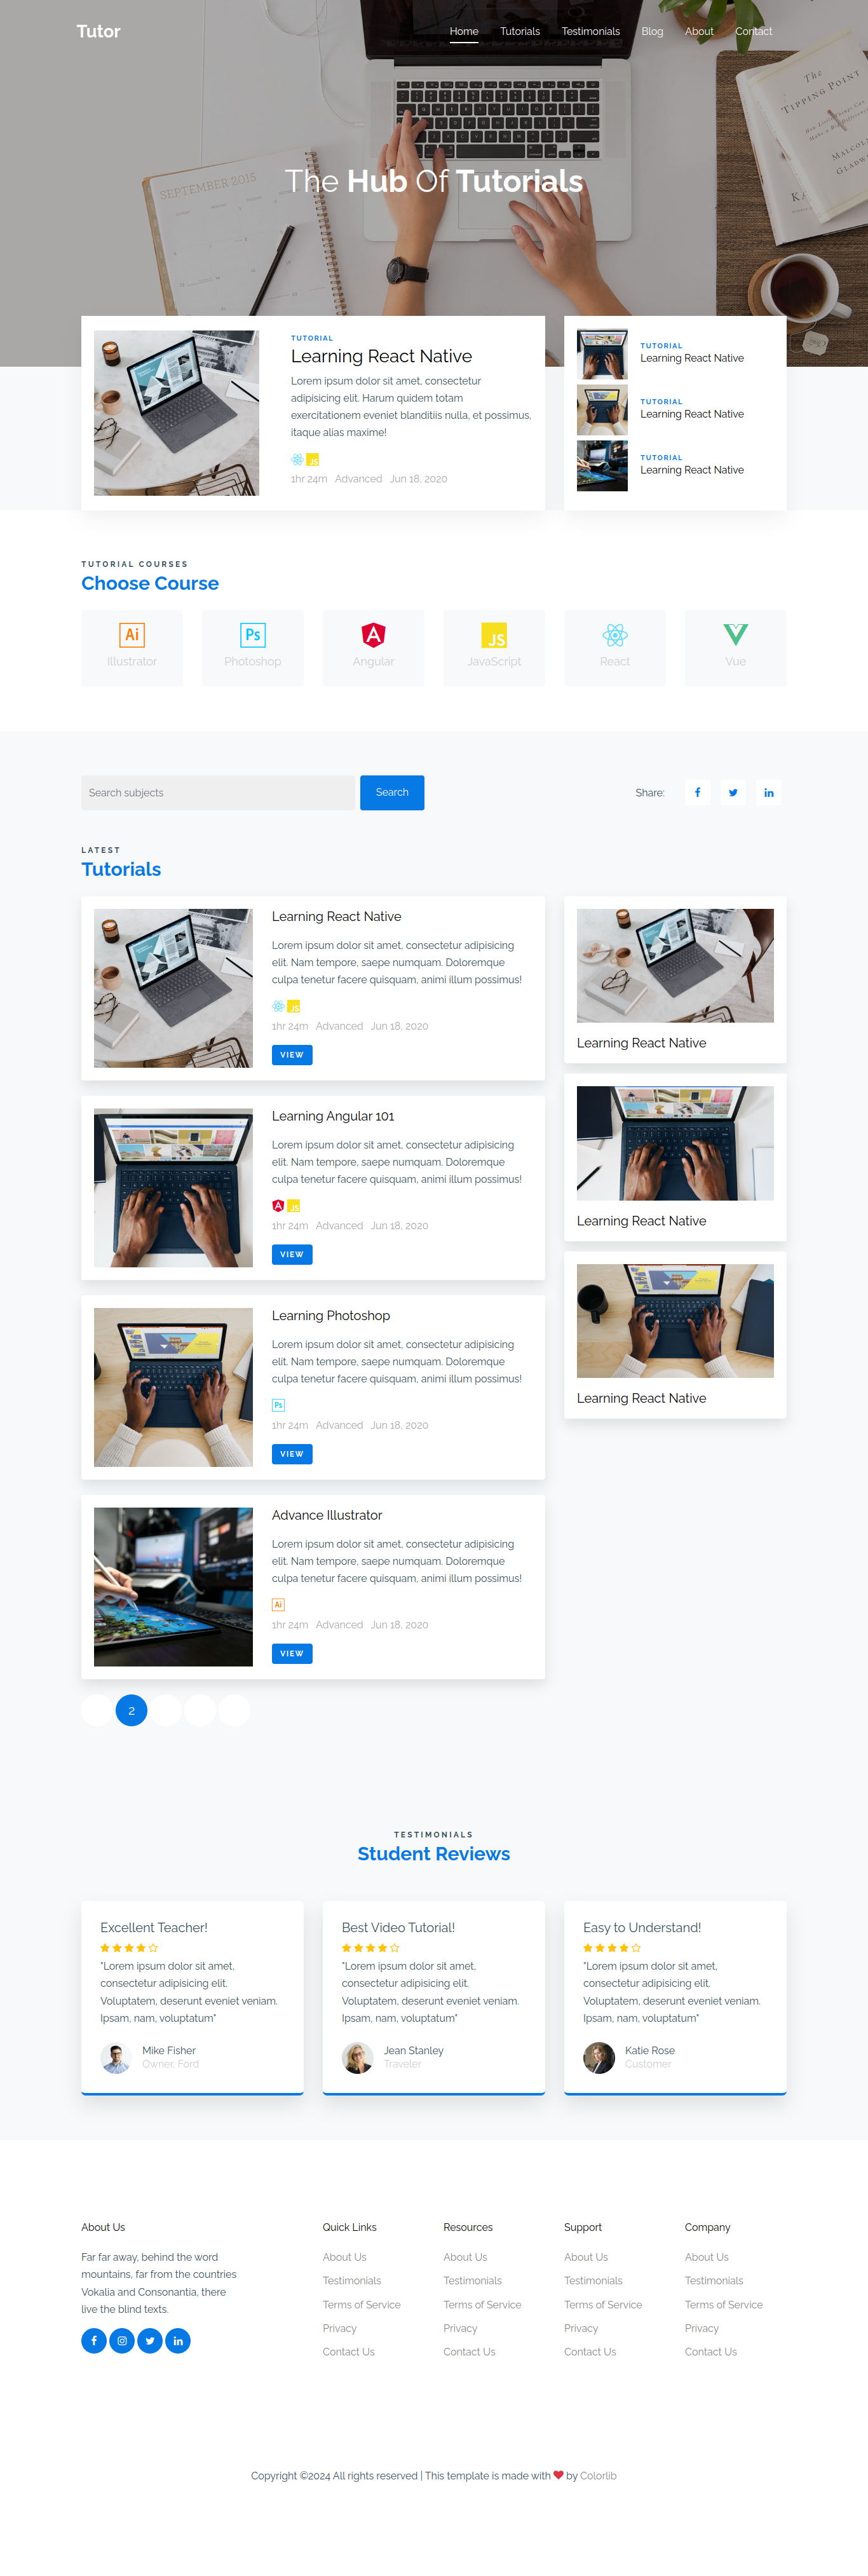 Tutor
Home Tutorials Testimonials Blog About Contact
The Hub Of Tutorials
SEPTEMBER 2015
The
TIPPING POINT
TUTORIAL
Learning React Native
Lorem ipsum dolor sit amet, consectetur
adipisicing elit. Harum quidem totam
exercitationem eveniet blanditiis nulla, et possimus,
itaque alias maxime!
JS
1hr 24m Advanced Jun 18, 2020
TUTORIAL
Learning React Native
TUTORIAL
Learning React Native
TUTORIAL
Learning React Native
TUTORIAL COURSES
Choose Course
Ai
Illustrator
Ps
Photoshop
A
Angular
JS
JavaScript
React
Vue
Search subjects
Search
Share:
LATEST
Tutorials
Learning React Native
Lorem ipsum dolor sit amet, consectetur adipisicing
elit. Nam tempore, saepe numquam. Doloremque
culpa tenetur facere quisquam, animi illum possimus!
JS
1hr 24m Advanced Jun 18, 2020
VIEW
Learning Angular 101
Lorem ipsum dolor sit amet, consectetur adipisicing
elit. Nam tempore, saepe numquam. Doloremque
culpa tenetur facere quisquam, animi illum possimus!
A JS
1hr 24m Advanced Jun 18, 2020
VIEW
Learning Photoshop
Lorem ipsum dolor sit amet, consectetur adipisicing
elit. Nam tempore, saepe numquam. Doloremque
culpa tenetur facere quisquam, animi illum possimus!
Ps
1hr 24m Advanced Jun 18, 2020
VIEW
Advance Illustrator
Lorem ipsum dolor sit amet, consectetur adipisicing
elit. Nam tempore, saepe numquam. Doloremque
culpa tenetur facere quisquam, animi illum possimus!
Ai
1hr 24m Advanced Jun 18, 2020
VIEW
Learning React Native
Learning React Native
Learning React Native
2
TESTIMONIALS
Student Reviews
Excellent Teacher!
"Lorem ipsum dolor sit amet,
consectetur adipisicing elit.
Voluptatem, deserunt eveniet veniam.
Ipsam, nam, voluptatum"
Mike Fisher
Owner, Ford
Best Video Tutorial!
"Lorem ipsum dolor sit amet,
consectetur adipisicing elit.
Voluptatem, deserunt eveniet veniam.
Ipsam, nam, voluptatum"
Jean Stanley
Traveler
Easy to Understand!
"Lorem ipsum dolor sit amet,
consectetur adipisicing elit.
Voluptatem, deserunt eveniet veniam.
Ipsam, nam, voluptatum"
Katie Rose
Customer
About Us
Far far away, behind the word
mountains, far from the countries
Vokalia and Consonantia, there
live the blind texts.
Quick Links
About Us
Testimonials
Terms of Service
Privacy
Contact Us
Resources
About Us
Testimonials
Terms of Service
Privacy
Contact Us
Support
About Us
Testimonials
Terms of Service
Privacy
Contact Us
Company
About Us
Testimonials
Terms of Service
Privacy
Contact Us
Copyright ©2024 All rights reserved | This template is made with ❤ by Colorlib